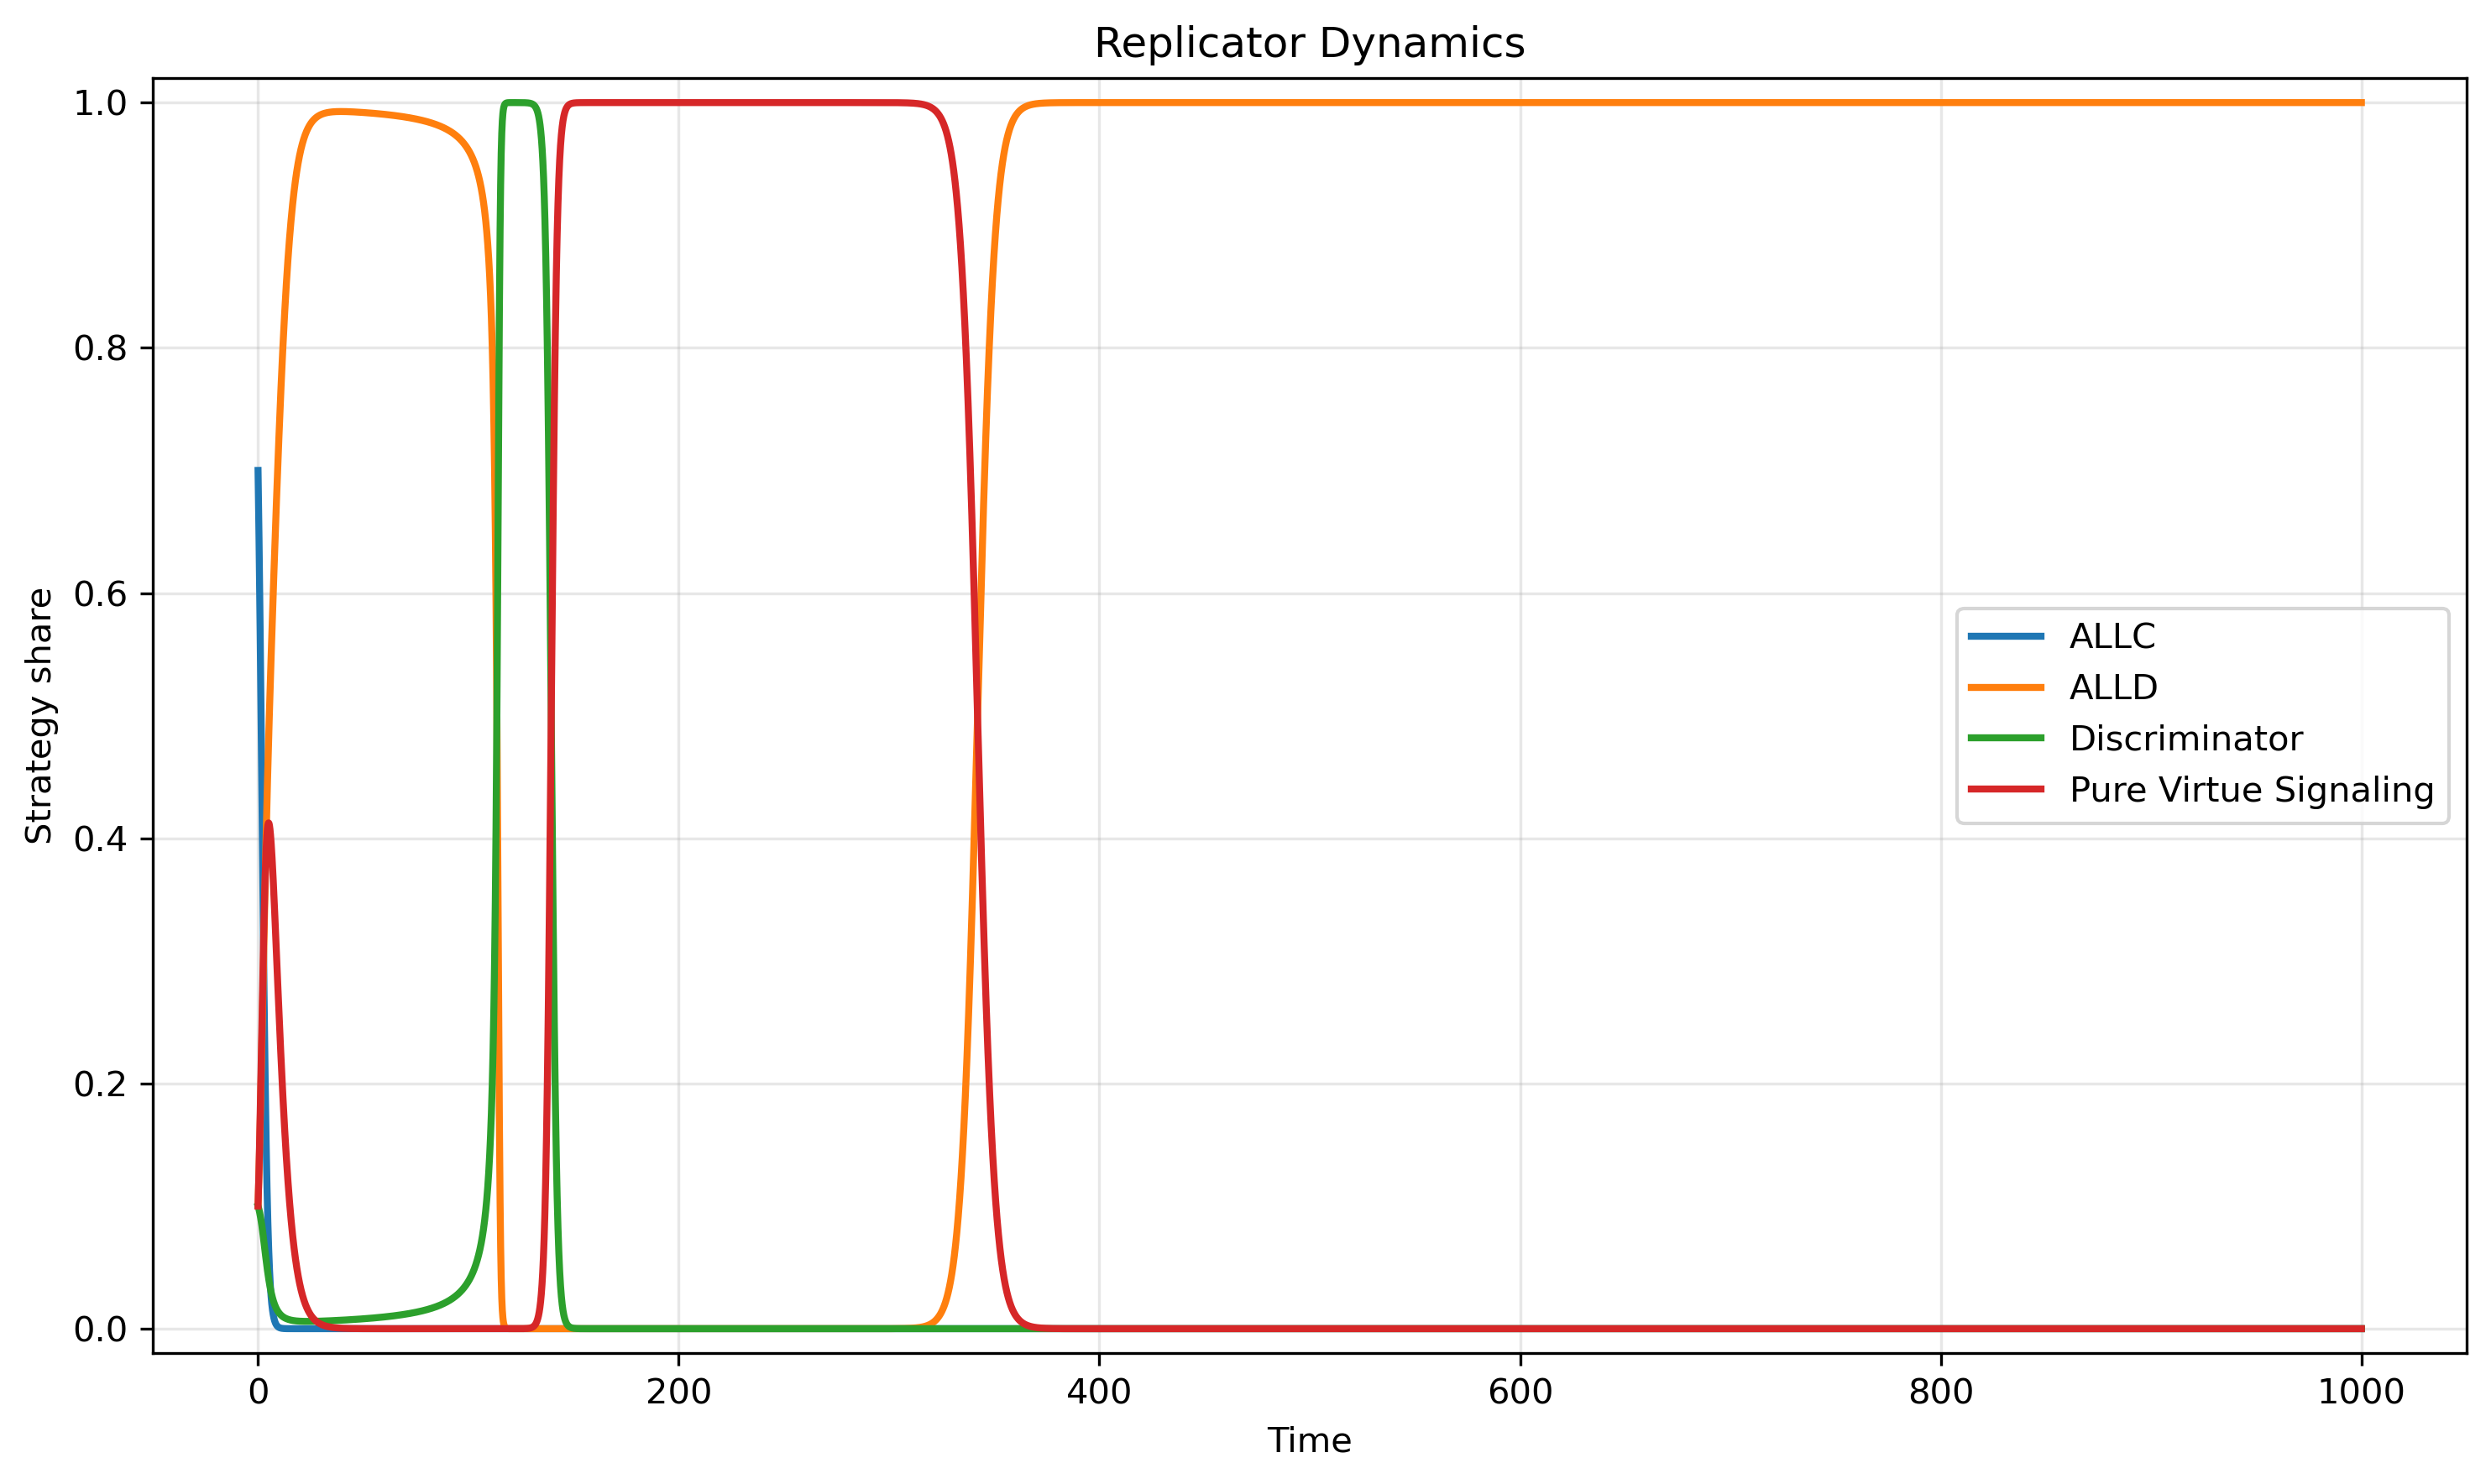 Replicator Dynamics
Strategy share
1.0
0.8
0.6
0.4
0.2
0.0
ALLC
ALLD
Discriminator
Pure Virtue Signaling
0
200
400
600
800
1000
Time